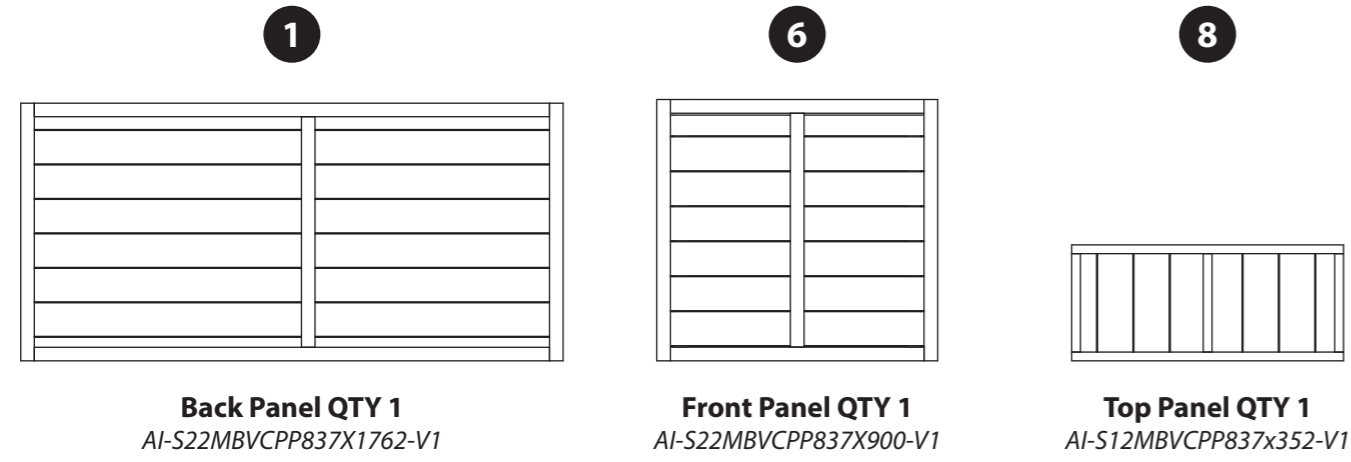 1
6
8
Back Panel QTY 1
AI-S22MBVCPP837X1762-V1
Front Panel QTY 1
AI-S22MBVCPP837X900-V1
Top Panel QTY 1
AI-S12MBVCPP837x352-V1